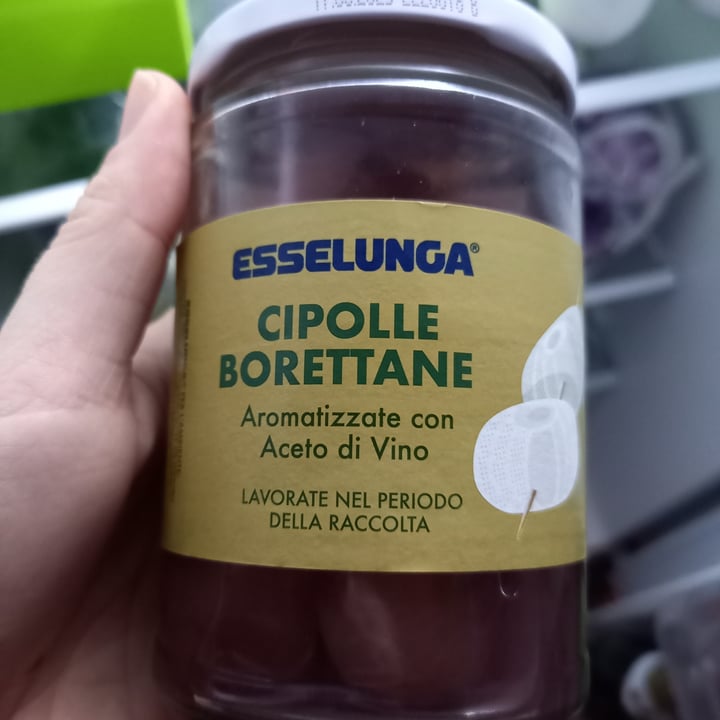 ESSELUNGA®
CIPOLLE
BORETTANE
Aromatizzate con
Aceto di Vino
LAVORATE NEL PERIODO
DELLA RACCOLTA